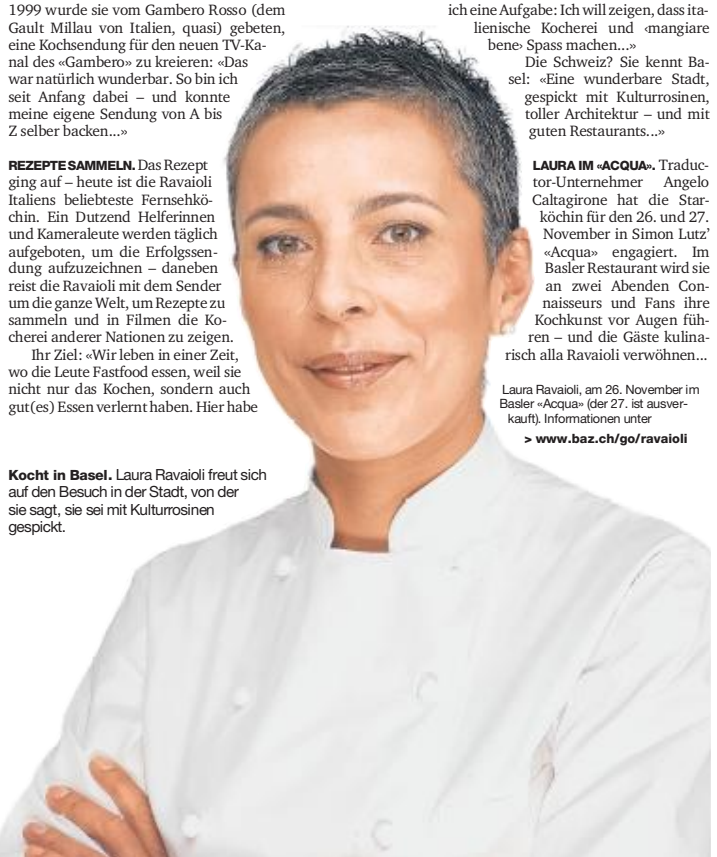 1999 wurde sie vom Gambero Rosso (dem
Gault Millau von Italien, quasi) gebeten,
eine Kochsendung für den neuen TV-Ka-
nal des «Gambero» zu kreieren: «Das
war natürlich wunderbar. So bin ich
seit Anfang dabei – und konnte
meine eigene Sendung von A bis
Z selber backen...»
REZEPTE SAMMELN. Das Rezept
ging auf – heute ist die Ravaioli
Italiens beliebteste Fernsehkö-
chin. Ein Dutzend Helferinnen
und Kameraleute werden täglich
aufgeboten, um die Erfolgssen-
dung aufzuzeichnen – daneben
reist die Ravaioli mit dem Sender
um die ganze Welt, um Rezepte zu
sammeln und in Filmen die Ko-
cherei anderer Nationen zu zeigen.
Ihr Ziel: «Wir leben in einer Zeit,
wo die Leute Fastfood essen, weil sie
nicht nur das Kochen, sondern auch
gut(es) Essen verlernt haben. Hier habe
ich eine Aufgabe: Ich will zeigen, dass ita-
lienische Kocherei und ‹mangiare
bene› Spass machen...»
Die Schweiz? Sie kennt Ba-
sel: «Eine wunderbare Stadt,
gespickt mit Kulturrosinen,
toller Architektur – und mit
guten Restaurants...»
LAURA IM «ACQUA». Traduc-
tor-Unternehmer Angelo
Caltagirone hat die Star-
köchin für den 26. und 27.
November in Simon Lutz’
«Acqua» engagiert. Im
Basler Restaurant wird sie
an zwei Abenden Con-
naisseurs und Fans ihre
Kochkunst vor Augen füh-
ren – und die Gäste kulina-
risch alla Ravaioli verwöhnen...
Laura Ravaioli, am 26. November im
Basler «Acqua» (der 27. ist ausver-
kauft). Informationen unter
> www.baz.ch/go/ravaioli
Kocht in Basel. Laura Ravaioli freut sich
auf den Besuch in der Stadt, von der
sie sagt, sie sei mit Kulturrosinen
gespickt.